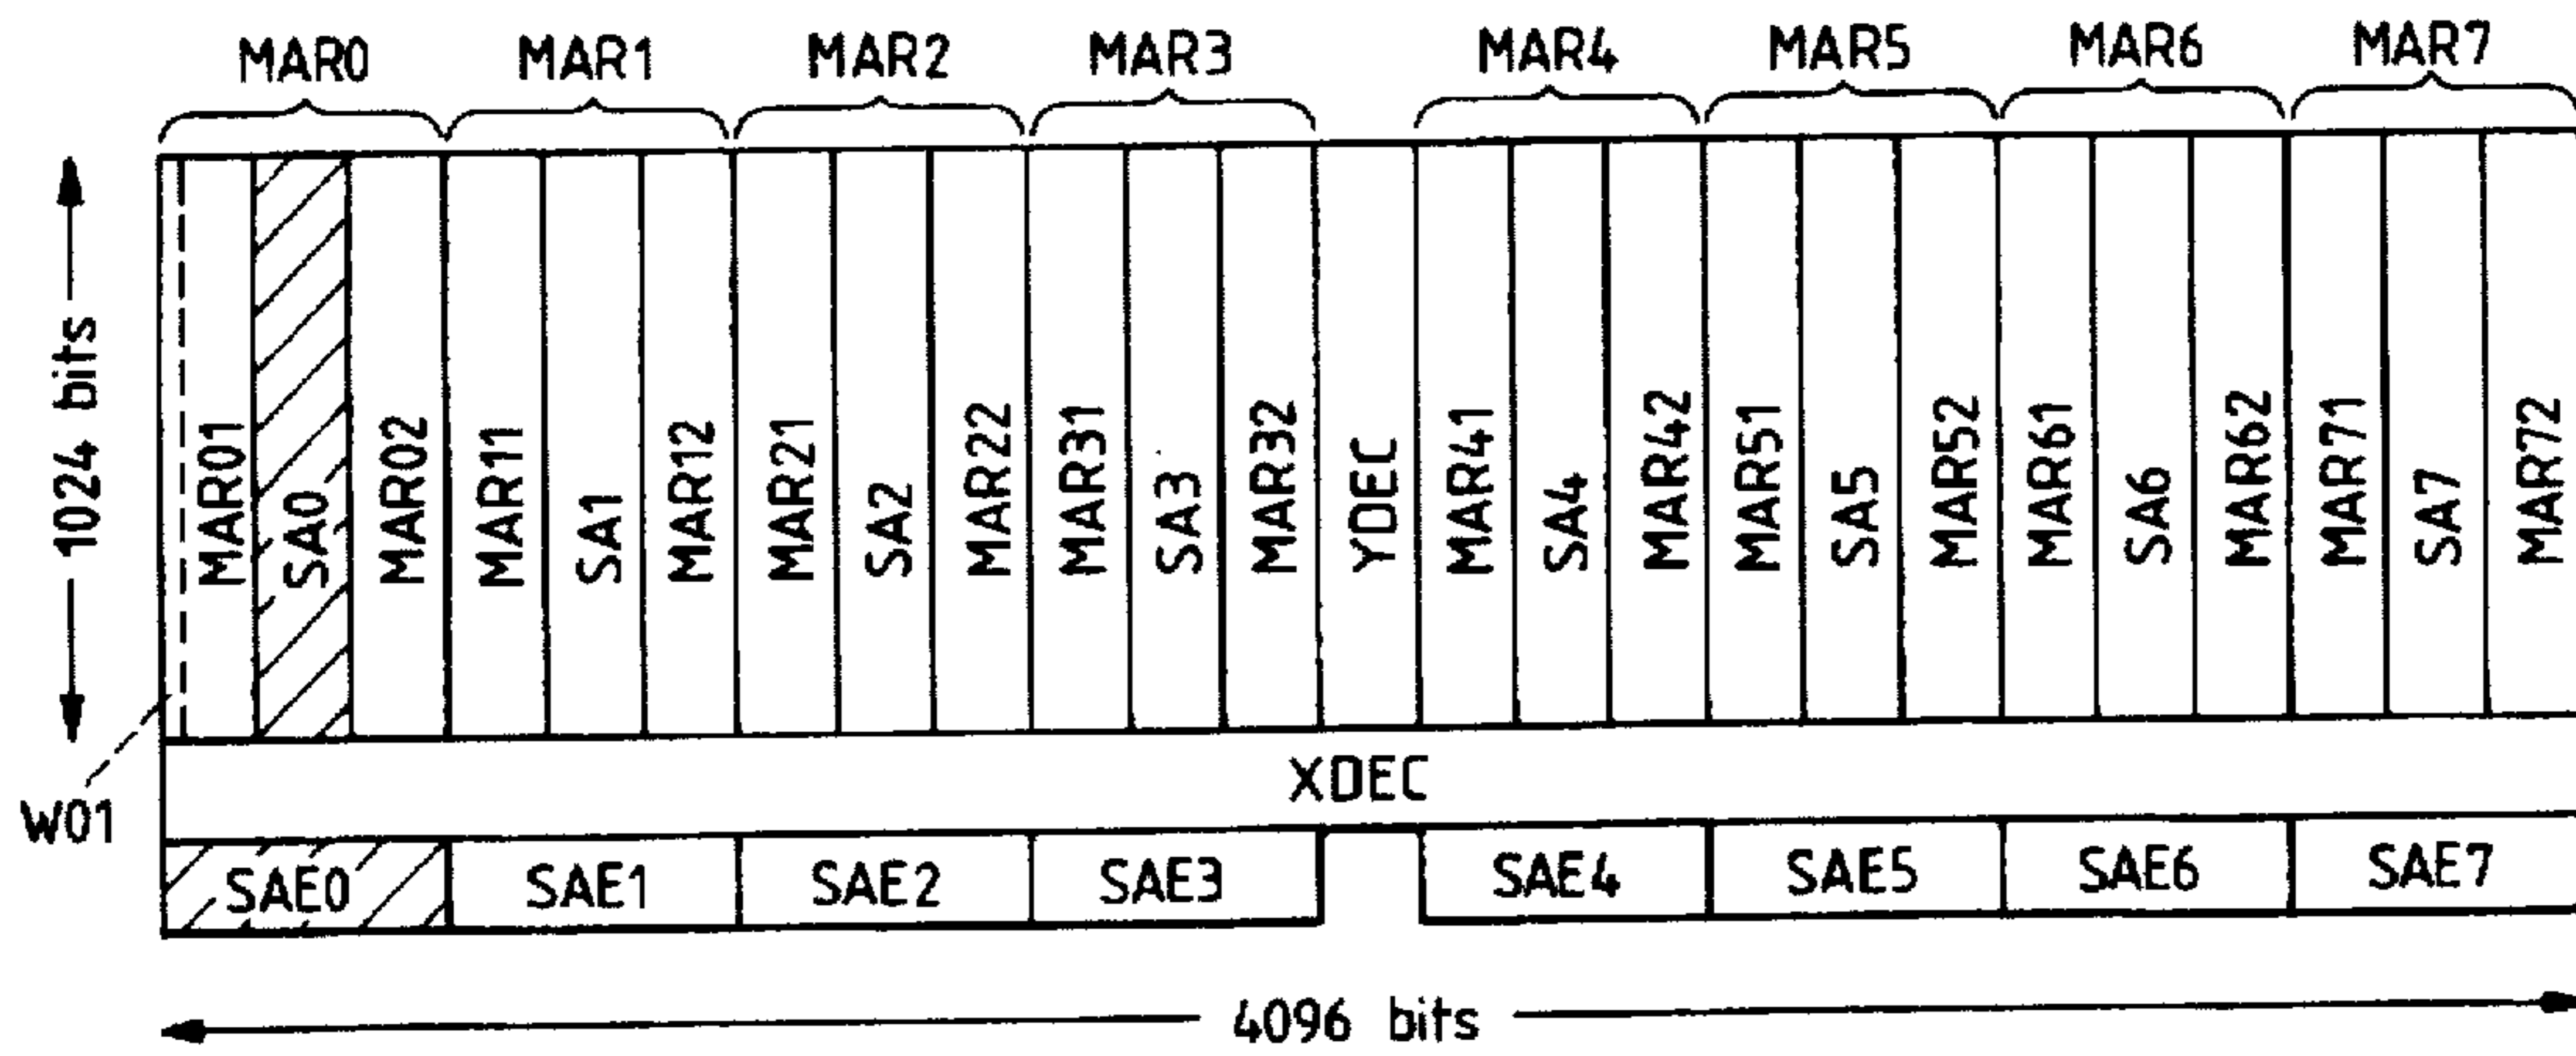 MAR0 MAR1 MAR2 MAR3 MAR4 MAR5 MAR6 MAR7
1024 bits
MAR01 SA0 MAR02 MAR11 SA1 MAR12 MAR21 SA2 MAR22 MAR31 SA3 MAR32 YDEC MAR41 SA4 MAR42 MAR51 SA5 MAR52 MAR61 SA6 MAR62 MAR71 SA7 MAR72
XDEC
W01
SAE0 SAE1 SAE2 SAE3 SAE4 SAE5 SAE6 SAE7
4096 bits